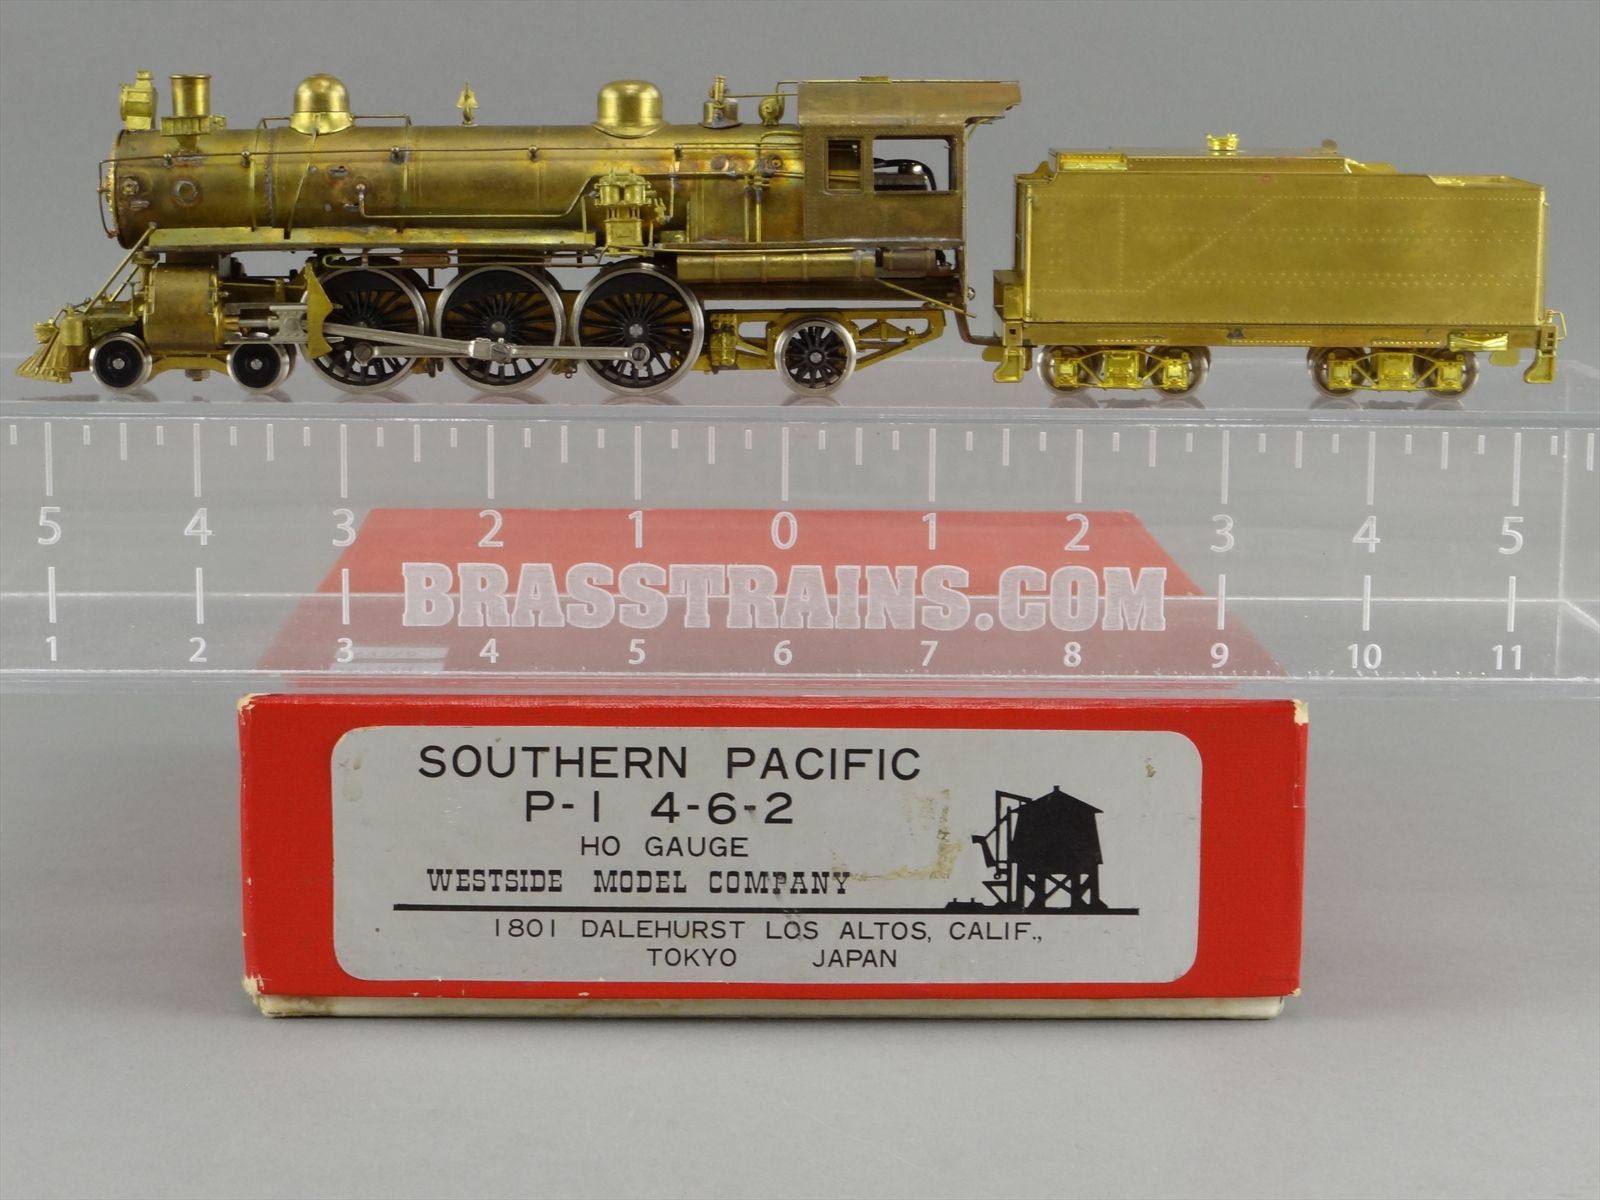 5 4 3 2 1 0 1 2 3 4 5
BRASSTRAINS.COM
1 2 3 4 5 6 7 8 9 10 11
SOUTHERN PACIFIC
P-1 4-6-2
HO GAUGE
WESTSIDE MODEL COMPANY
1801 DALEHURST LOS ALTOS, CALIF.,
TOKYO JAPAN